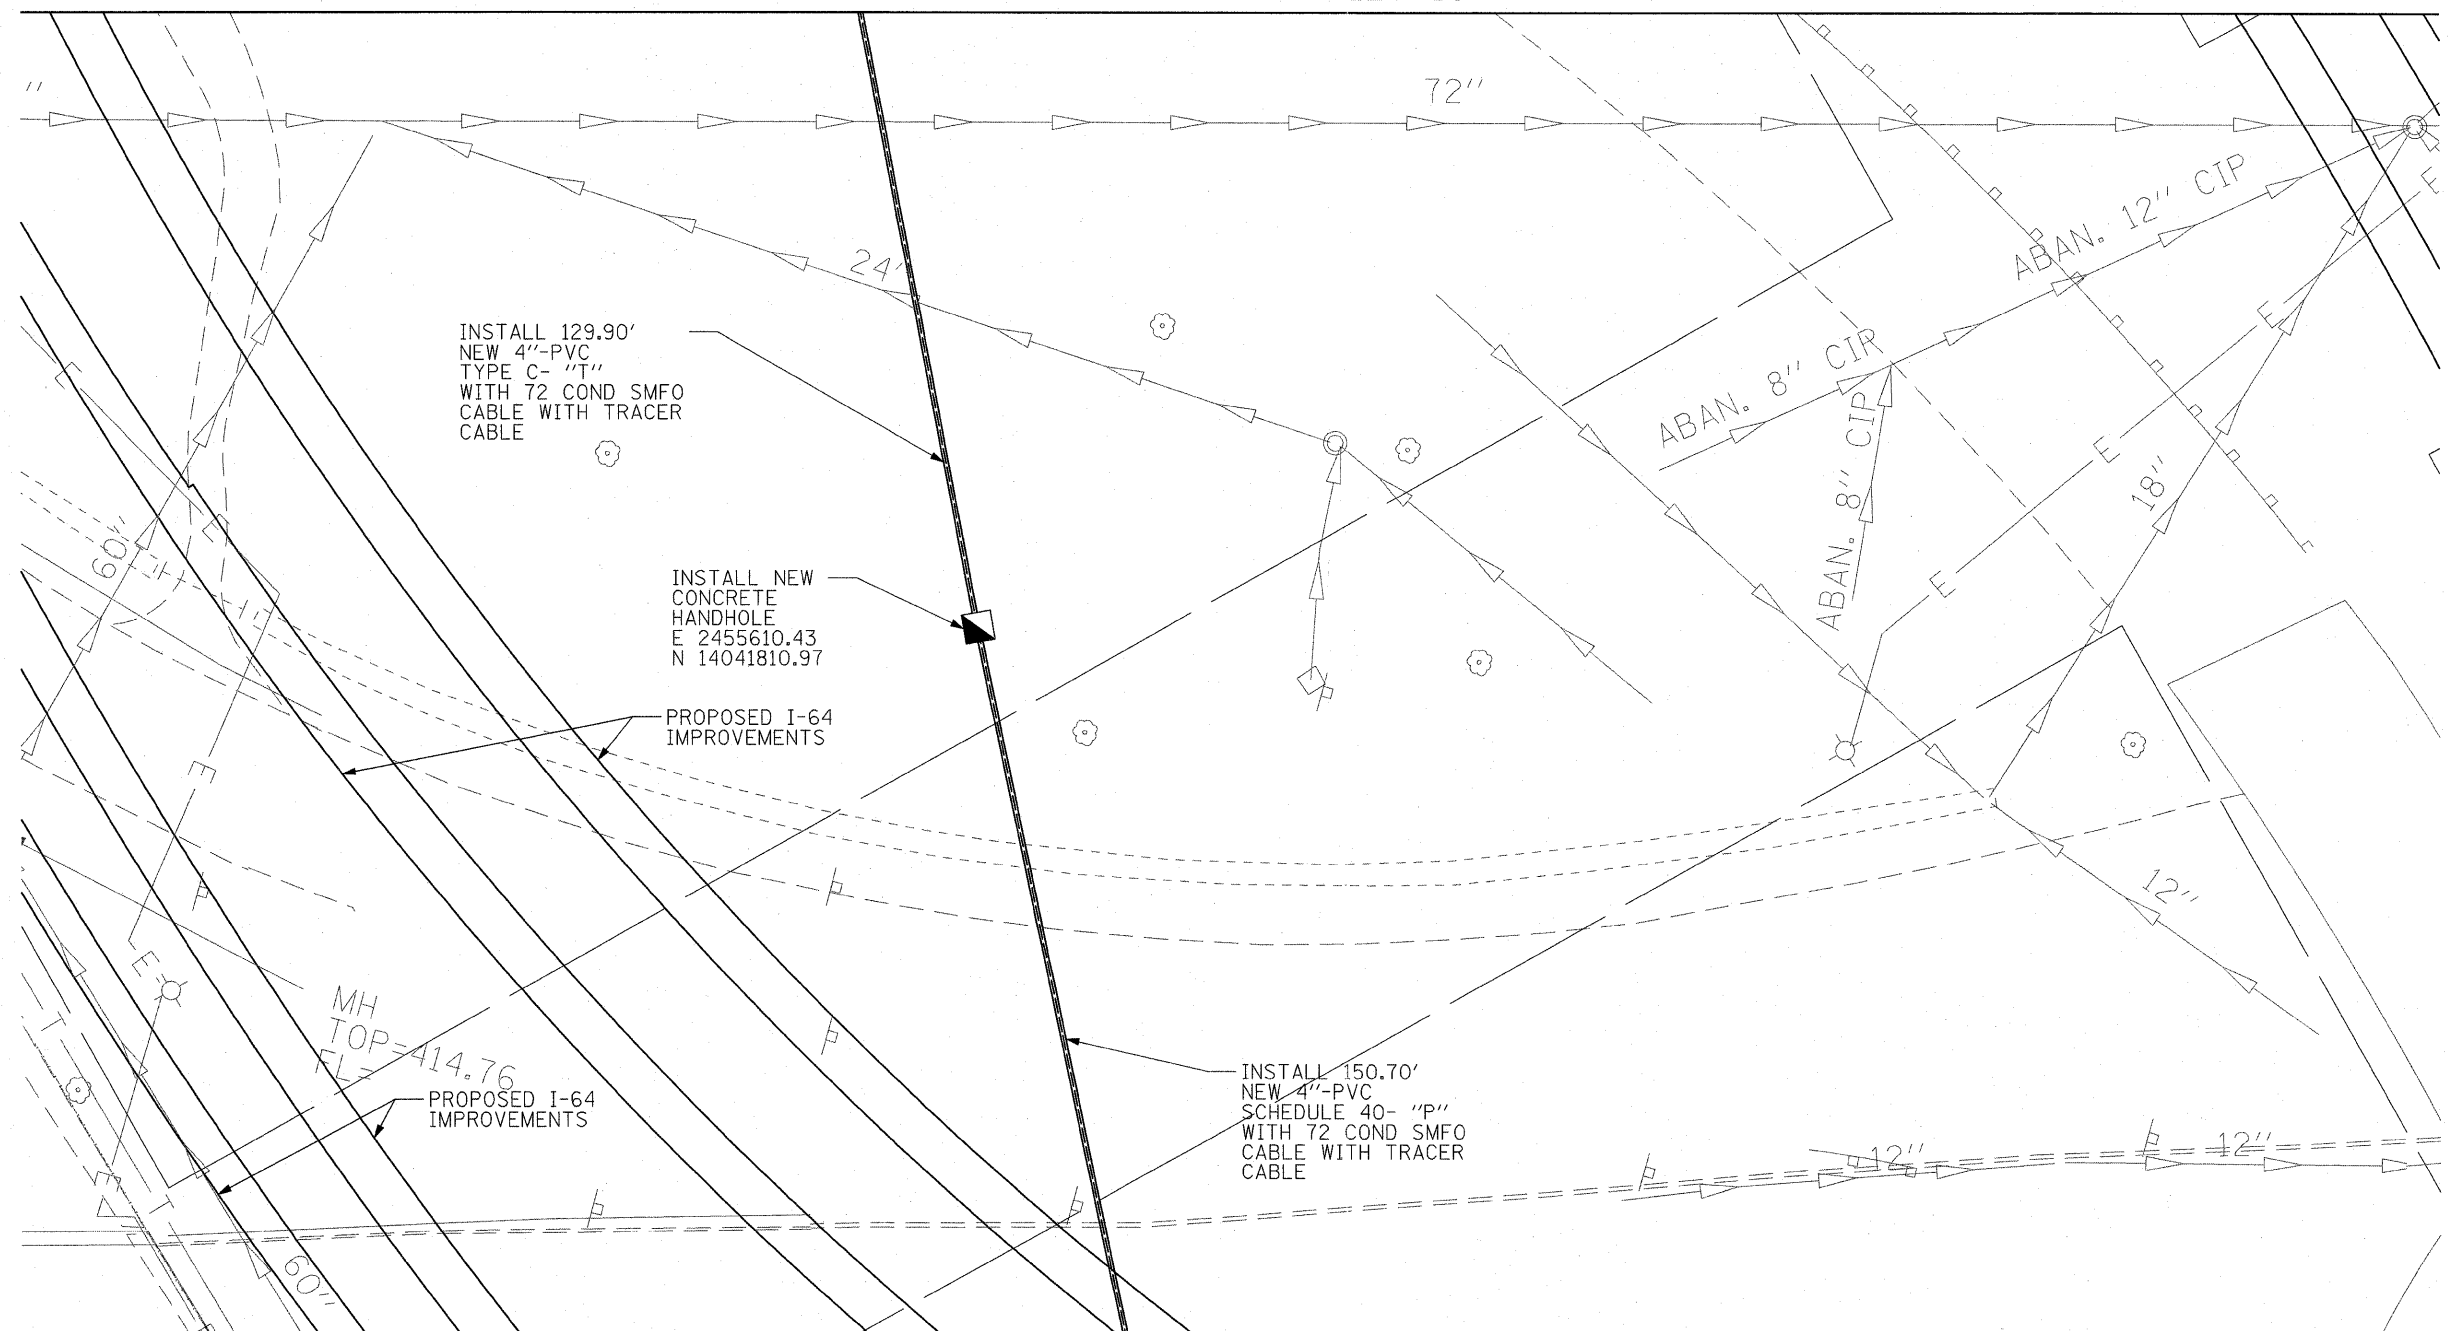 72''
ABAN. 12'' CIP
24'
INSTALL 129.90'
NEW 4''-PVC
TYPE C- "T"
WITH 72 COND SMFO
CABLE WITH TRACER
CABLE
ABAN. 8'' CIP
ABAN. 8'' CIP
18''
E
E
E
E
E
60'
INSTALL NEW
CONCRETE
HANDHOLE
E 2455610.43
N 14041810.97
PROPOSED I-64
IMPROVEMENTS
E
E
12''
MH
TOP=414.76
FL=
PROPOSED I-64
IMPROVEMENTS
INSTALL 150.70'
NEW 4''-PVC
SCHEDULE 40- "P"
WITH 72 COND SMFO
CABLE WITH TRACER
CABLE
T
T
E
12''
12''
60''